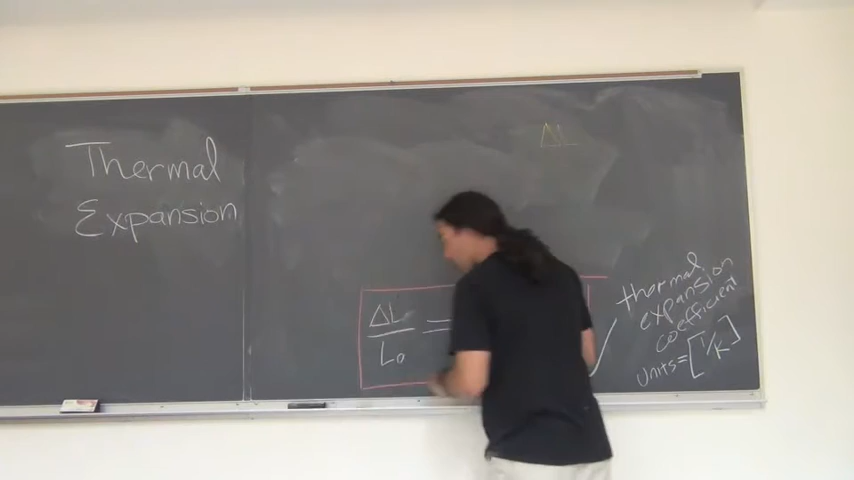 Thermal
Expansion
ΔL
ΔL
L₀
=
thermal
expansion
coefficient
units=[1/K]